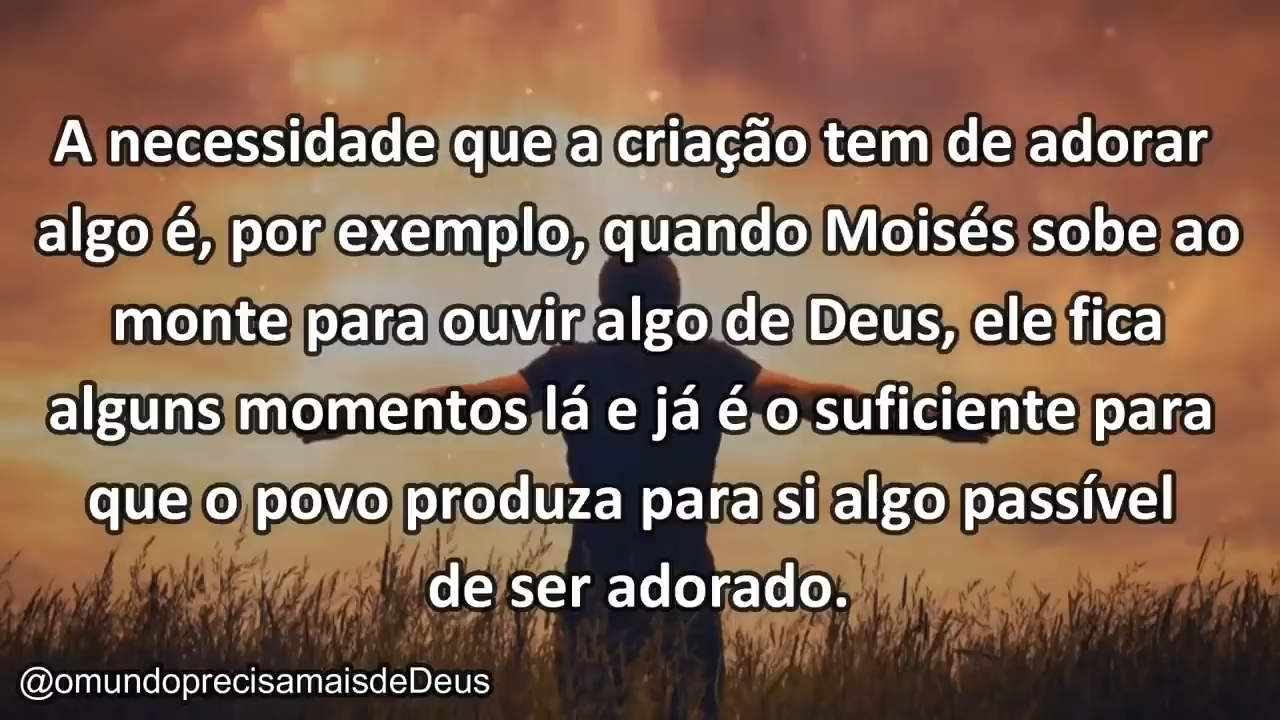 A necessidade que a criação tem de adorar
algo é, por exemplo, quando Moisés sobe ao
monte para ouvir algo de Deus, ele fica
alguns momentos lá e já é o suficiente para
que o povo produza para si algo passível
de ser adorado.
@omundoprecisamaisdeDeus